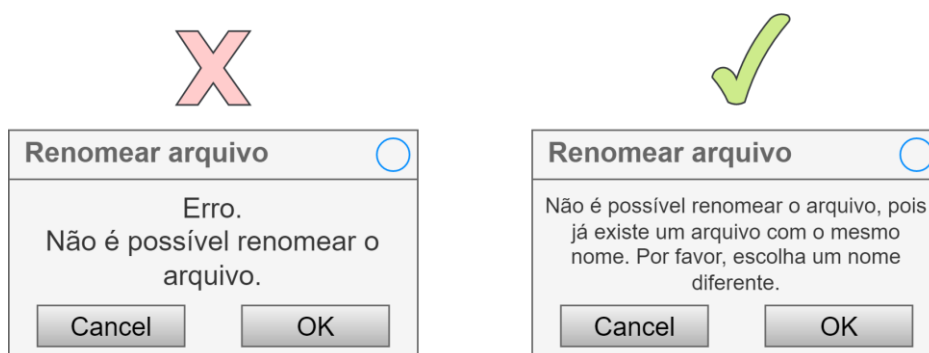 Renomear arquivo
Erro.
Não é possível renomear o
arquivo.
Cancel
OK
Renomear arquivo
Não é possível renomear o arquivo, pois
já existe um arquivo com o mesmo
nome. Por favor, escolha um nome
diferente.
Cancel
OK